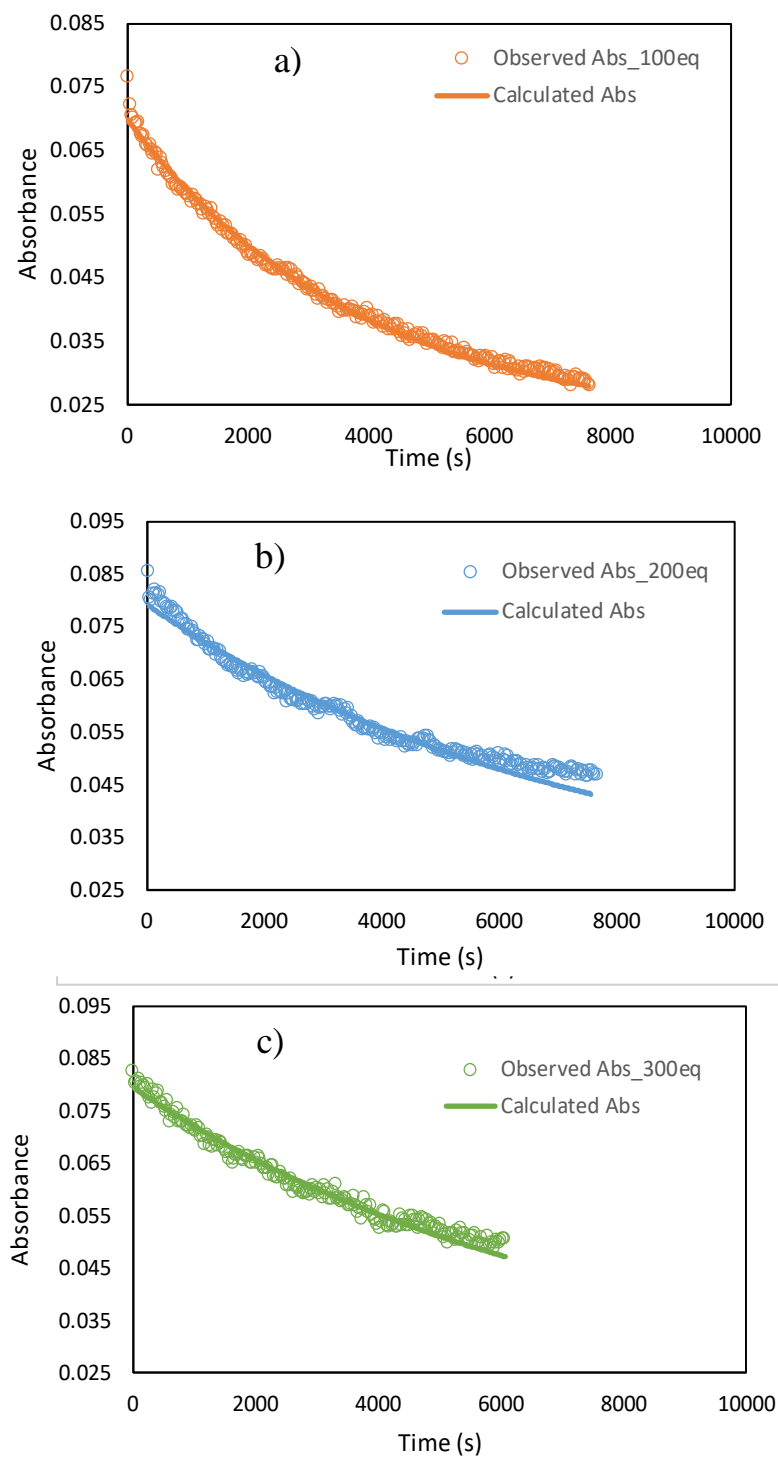 0.085
a)
Observed Abs_100eq
0.075
Calculated Abs
0.065
0.055
Absorbance
0.045
0.035
0.025
0 2000 4000 6000 8000 10000
Time (s)
0.095
b)
0.085
Observed Abs_200eq
Calculated Abs
0.075
0.065
Absorbance
0.055
0.045
0.035
0.025
0 2000 4000 6000 8000 10000
Time (s)
0.095
c)
0.085
Observed Abs_300eq
0.075
Calculated Abs
0.065
Absorbance
0.055
0.045
0.035
0.025
0 2000 4000 6000 8000 10000
Time (s)